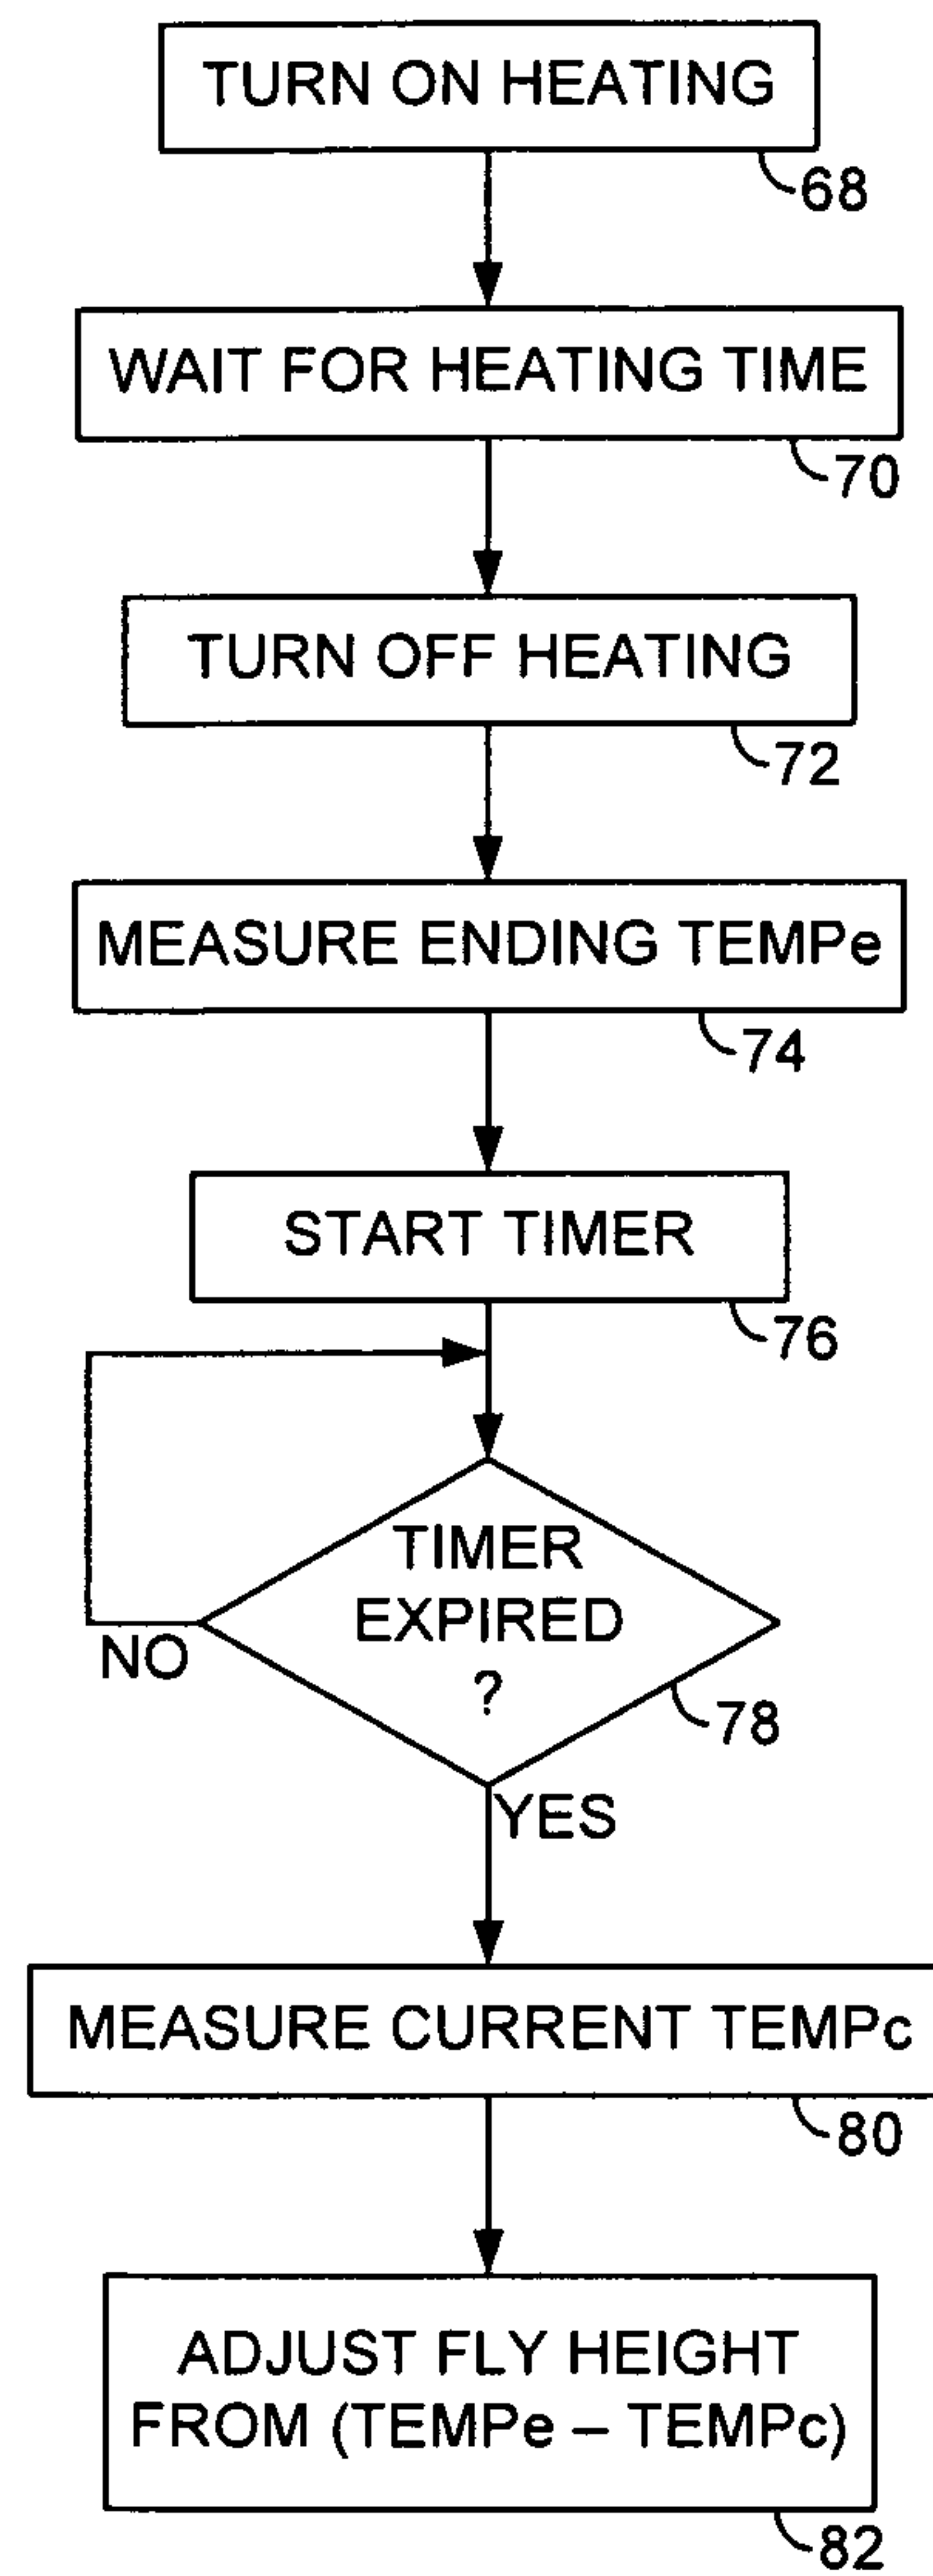 TURN ON HEATING
68
WAIT FOR HEATING TIME
70
TURN OFF HEATING
72
MEASURE ENDING TEMPe
74
START TIMER
76
TIMER
EXPIRED
?
NO
78
YES
MEASURE CURRENT TEMPc
80
ADJUST FLY HEIGHT
FROM (TEMPe – TEMPc)
82